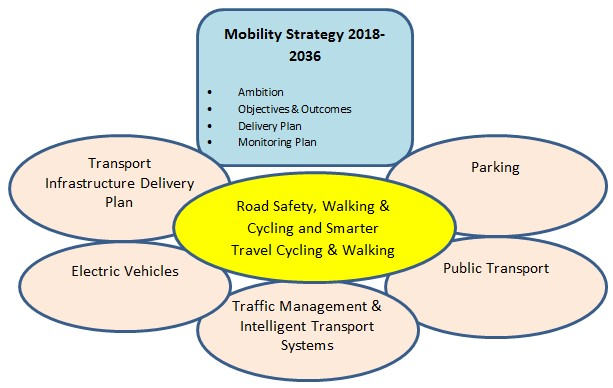 Mobility Strategy 2018-
2036
• Ambition
• Objectives & Outcomes
• Delivery Plan
• Monitoring Plan
Transport
Infrastructure Delivery
Plan
Parking
Road Safety, Walking &
Cycling and Smarter
Travel Cycling & Walking
Electric Vehicles
Public Transport
Traffic Management &
Intelligent Transport
Systems